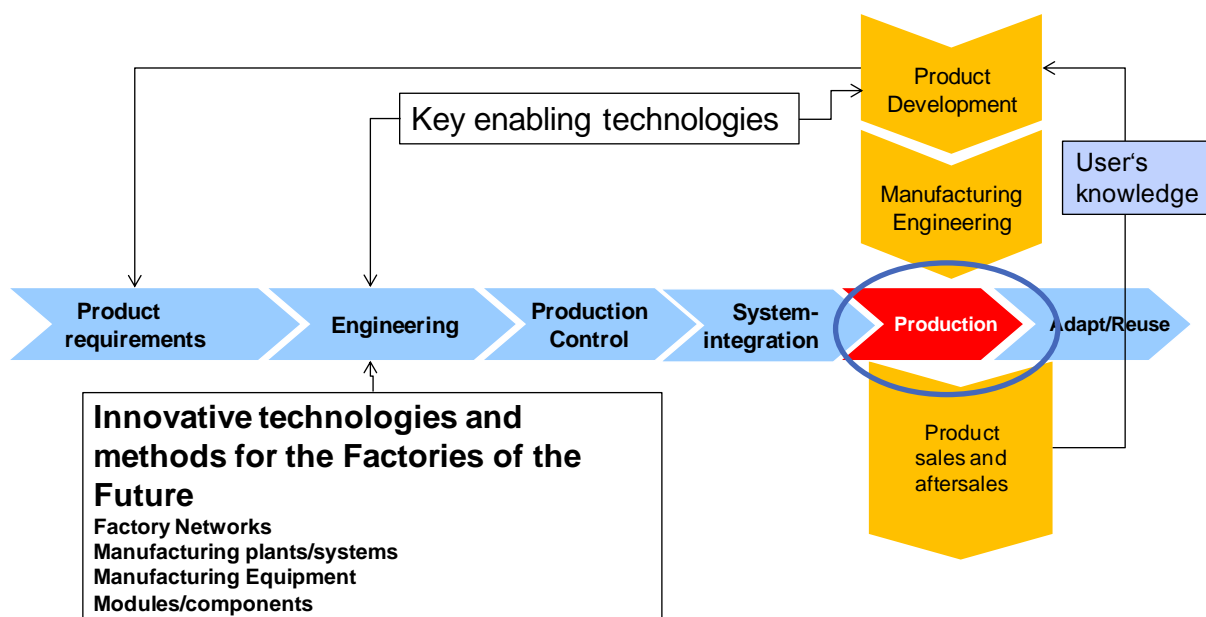 Product
Development
Key enabling technologies
User‘s
knowledge
Manufacturing
Engineering
Product
requirements
Engineering
Production
Control
System-
integration
Production
Adapt/Reuse
Innovative technologies and
methods for the Factories of the
Future
Factory Networks
Manufacturing plants/systems
Manufacturing Equipment
Modules/components
Product
sales and
aftersales